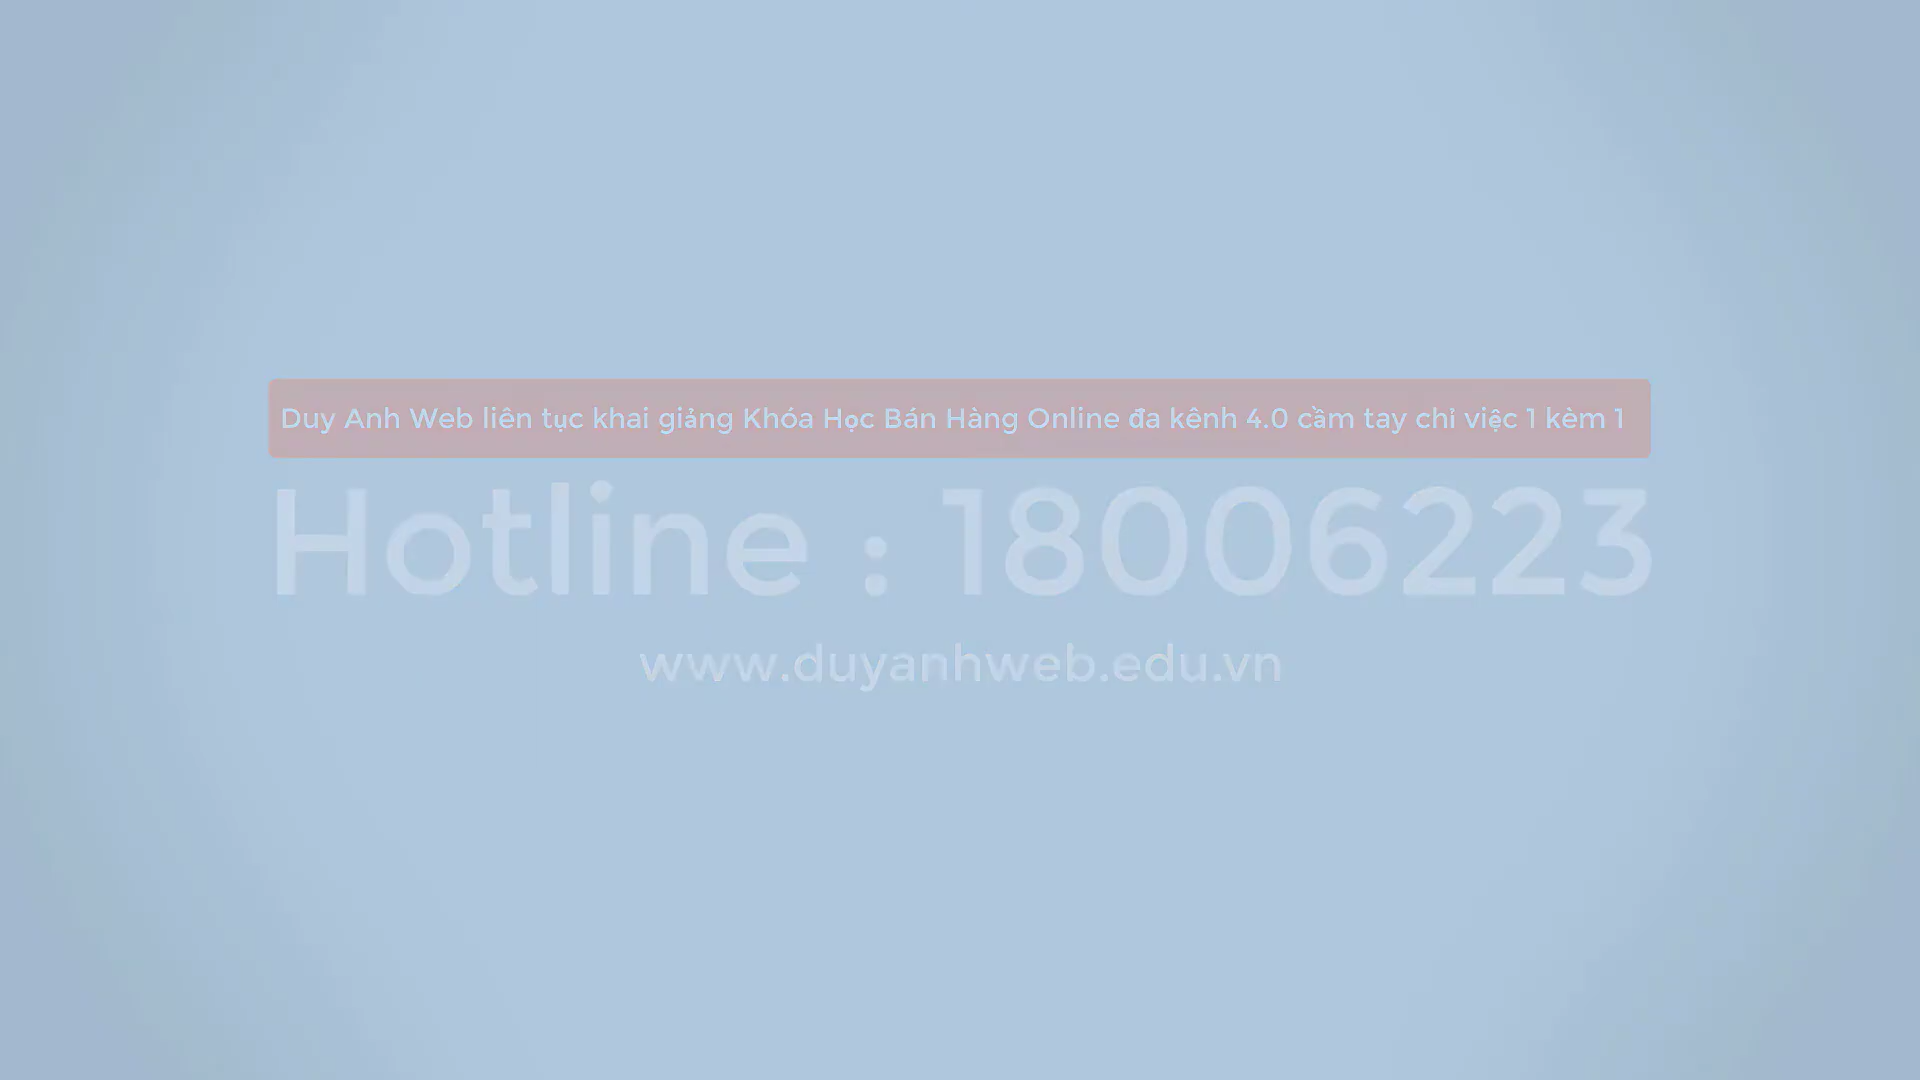 Duy Anh Web liên tục khai giảng Khóa Học Bán Hàng Online đa kênh 4.0 cầm tay chỉ việc 1 kèm 1
Hotline : 18006223
www.duyanhweb.edu.vn